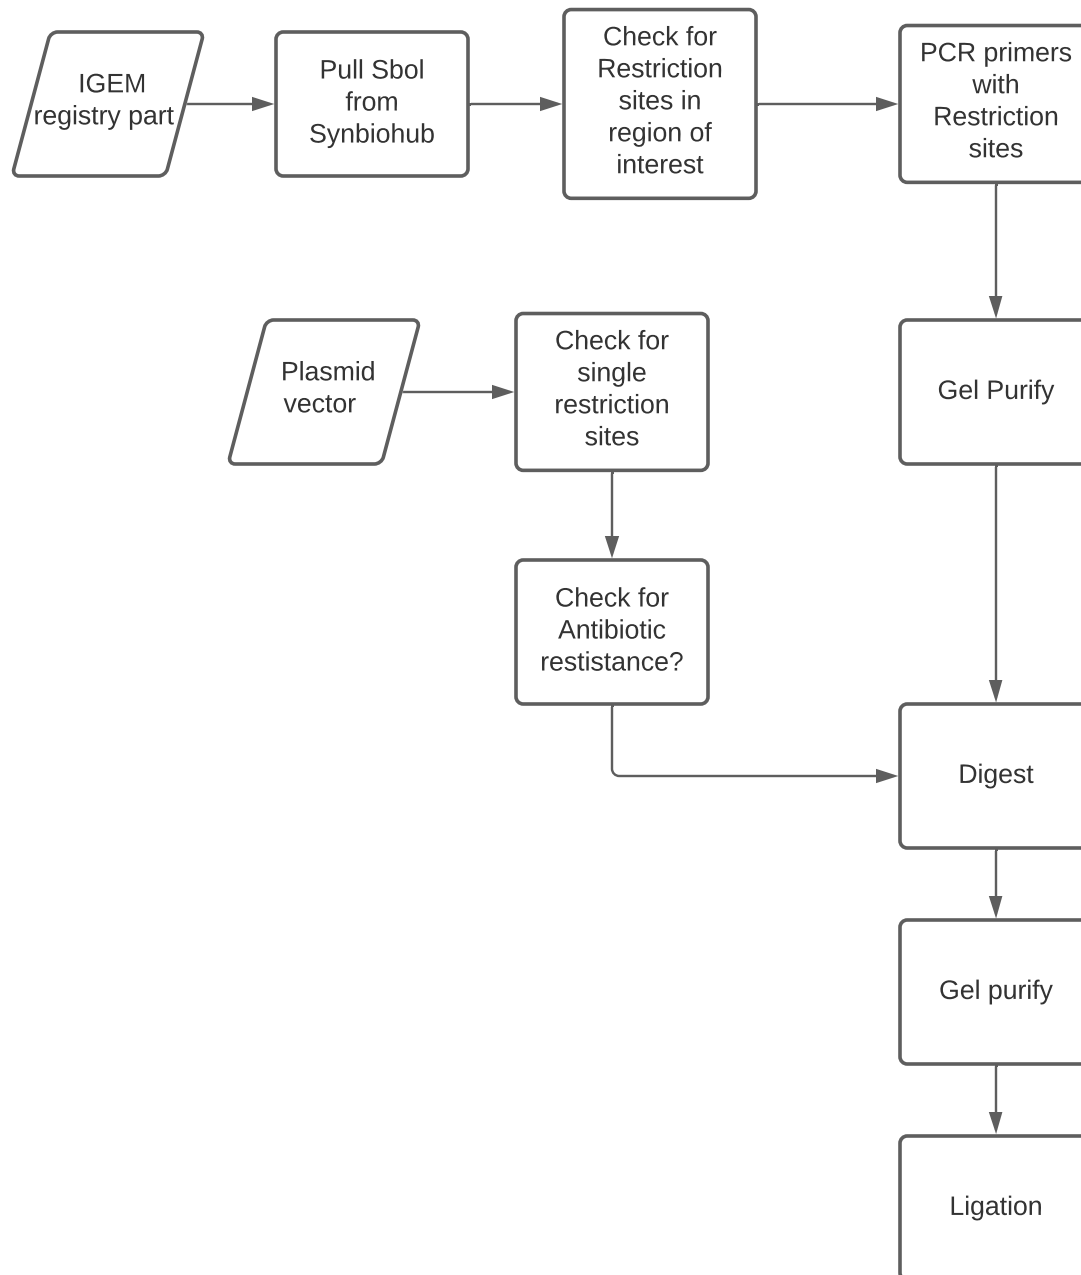 IGEM
registry part
Pull Sbol
from
Synbiohub
Check for
Restriction
sites in
region of
interest
PCR primers
with
Restriction
sites
Plasmid
vector
Check for
single
restriction
sites
Gel Purify
Check for
Antibiotic
restistance?
Digest
Gel purify
Ligation